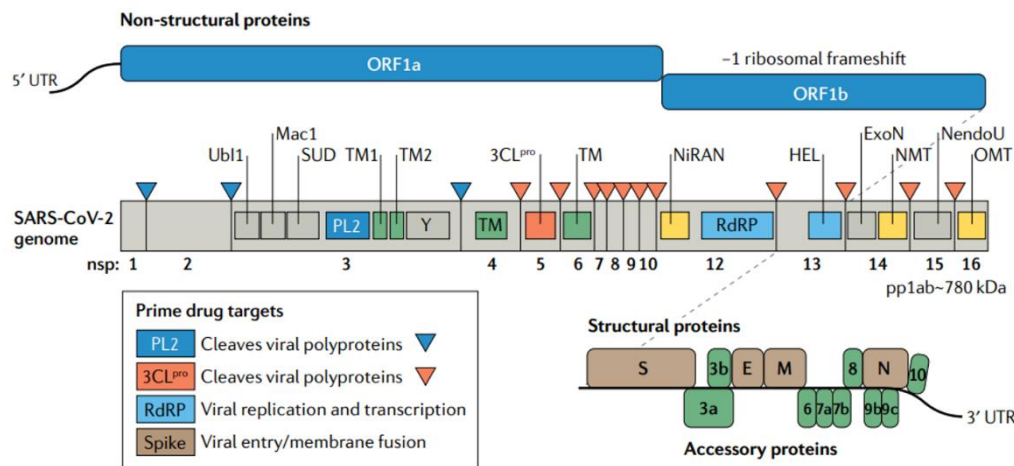 Non-structural proteins
5′ UTR
ORF1a
–1 ribosomal frameshift
ORF1b
Ubl1
Mac1
SUD
TM1
TM2
3CLpro
TM
NiRAN
HEL
ExoN
NMT
NendoU
OMT
SARS-CoV-2
genome
PL2
Y
TM
RdRP
nsp: 1 2 3 4 5 6 7 8 9 10 12 13 14 15 16
pp1ab~780 kDa
Prime drug targets
PL2 Cleaves viral polyproteins
3CLpro Cleaves viral polyproteins
RdRP Viral replication and transcription
Spike Viral entry/membrane fusion
Structural proteins
S 3b E M 8 N 10
3a 6 7a 7b 9b 9c
3′ UTR
Accessory proteins